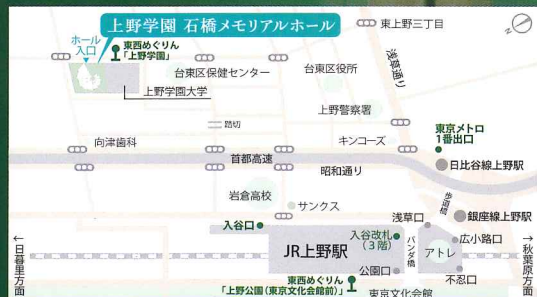 上野学園 石橋メモリアルホール
ホール
入口
東西めぐりん
「上野学園」
東上野三丁目
N
浅草通り
台東区保健センター
台東区役所
上野学園大学
上野警察署
踏切
向津歯科
キンコーズ
東京メトロ
1番出口
首都高速
昭和通り
日比谷線上野駅
岩倉高校
サンクス
歩道橋
銀座線上野駅
入谷口
入谷改札
(3階)
浅草口
広小路口
JR上野駅
パンダ橋
アトレ
公園口
不忍口
東西めぐりん
「上野公園(東京文化会館前)」
東京文化会館
←日暮里方面
→秋葉原方面